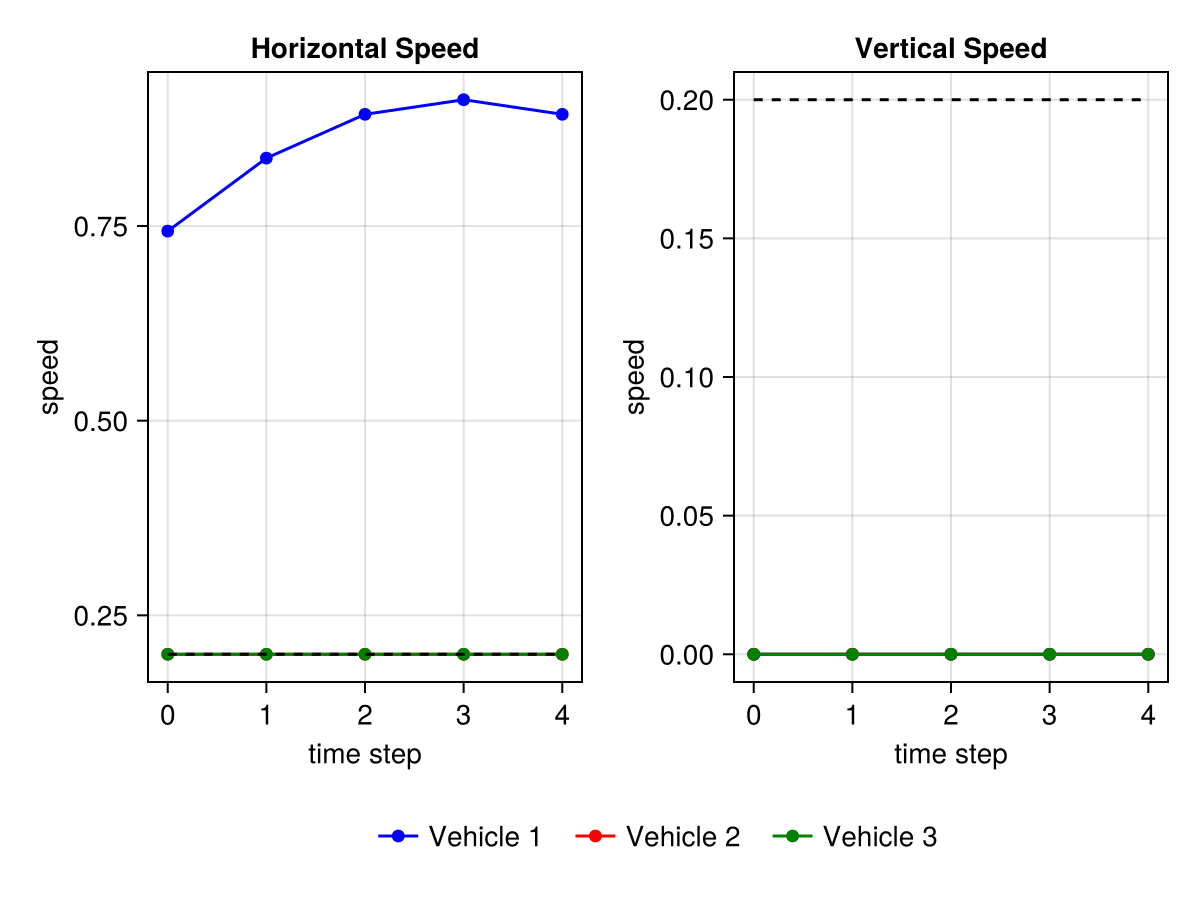 Horizontal Speed
speed
0.75
0.50
0.25
0 1 2 3 4
time step
Vertical Speed
speed
0.20
0.15
0.10
0.05
0.00
0 1 2 3 4
time step
Vehicle 1 Vehicle 2 Vehicle 3